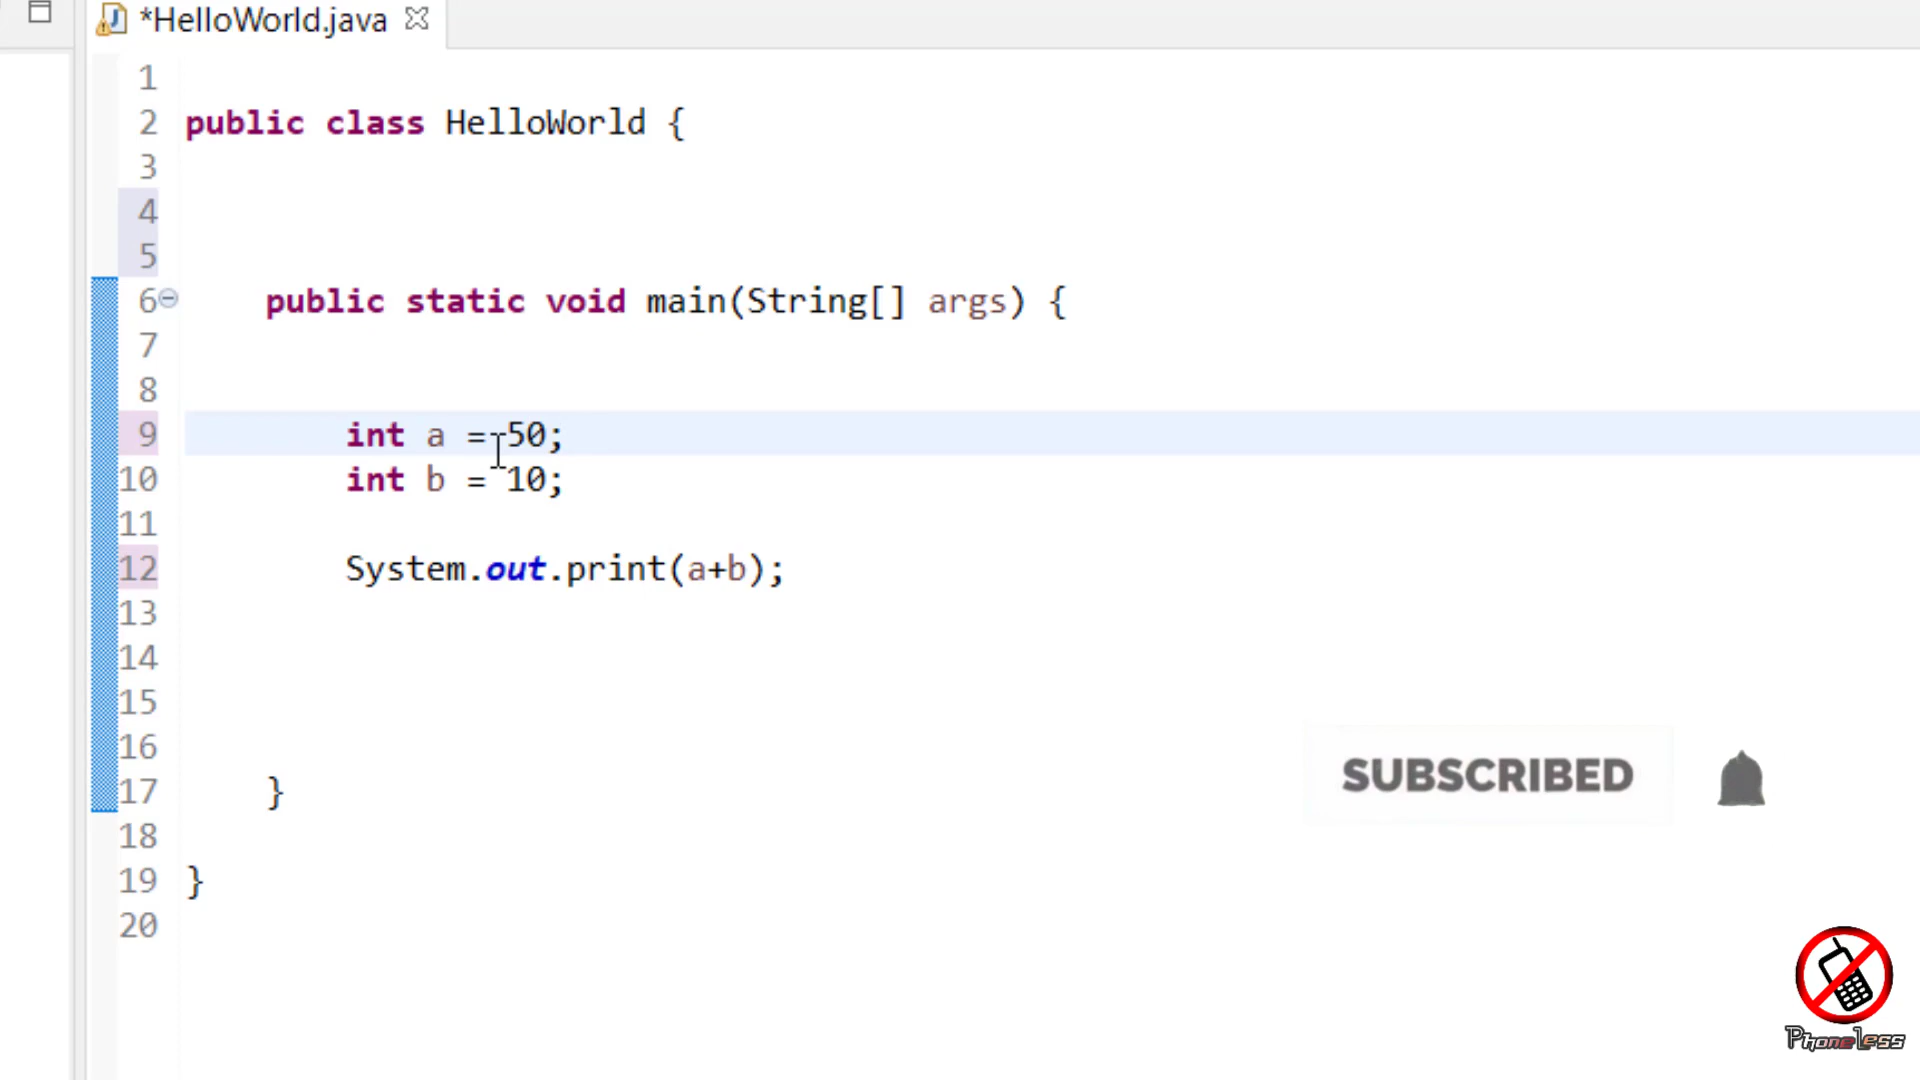 *HelloWorld.java
1
2 public class HelloWorld {
3
4
5
6 public static void main(String[] args) {
7
8
9 int a = 50;
10 int b = 10;
11
12 System.out.print(a+b);
13
14
15
16
17 }
18
19 }
20
SUBSCRIBED
Phoneless